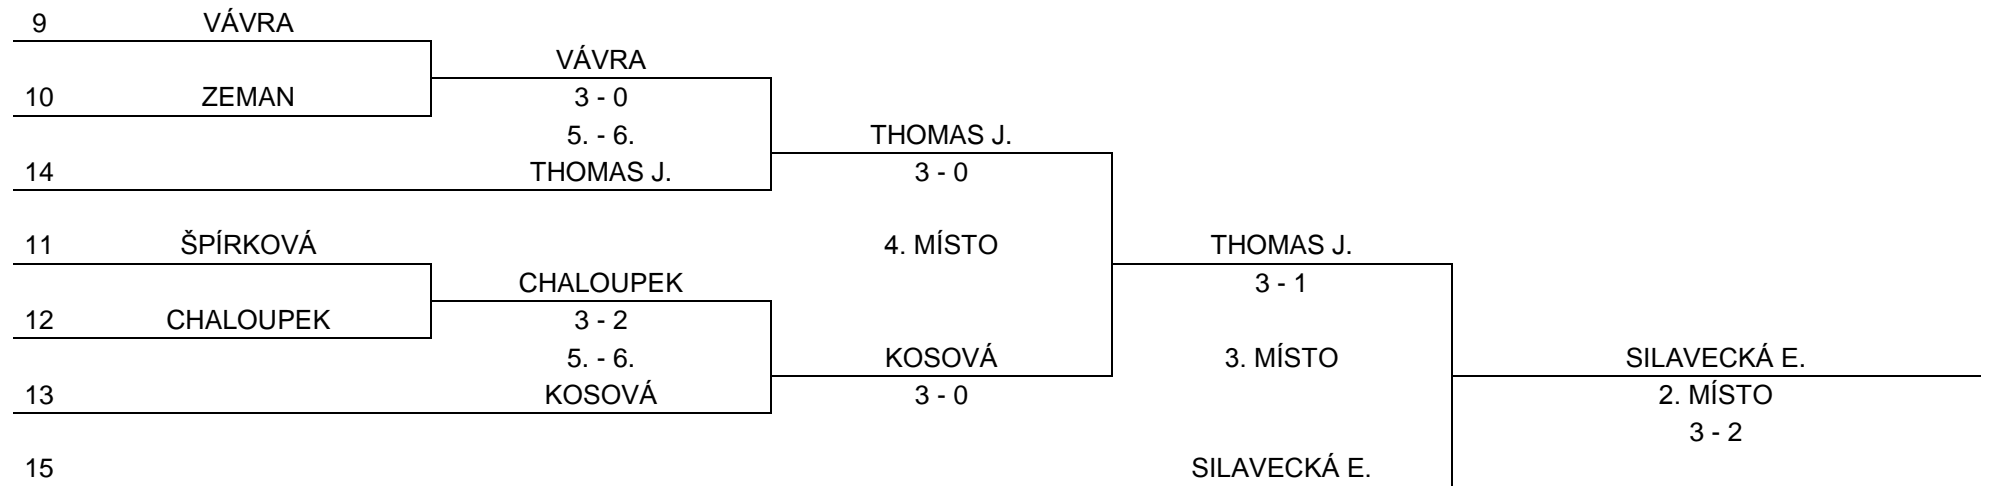 9 VÁVRA
VÁVRA
10 ZEMAN 3 - 0
5. - 6. THOMAS J.
14 THOMAS J. 3 - 0
11 ŠPÍRKOVÁ 4. MÍSTO THOMAS J.
CHALOUPEK 3 - 1
12 CHALOUPEK 3 - 2
5. - 6. KOSOVÁ 3. MÍSTO SILAVECKÁ E.
13 KOSOVÁ 3 - 0 2. MÍSTO
3 - 2
15 SILAVECKÁ E.